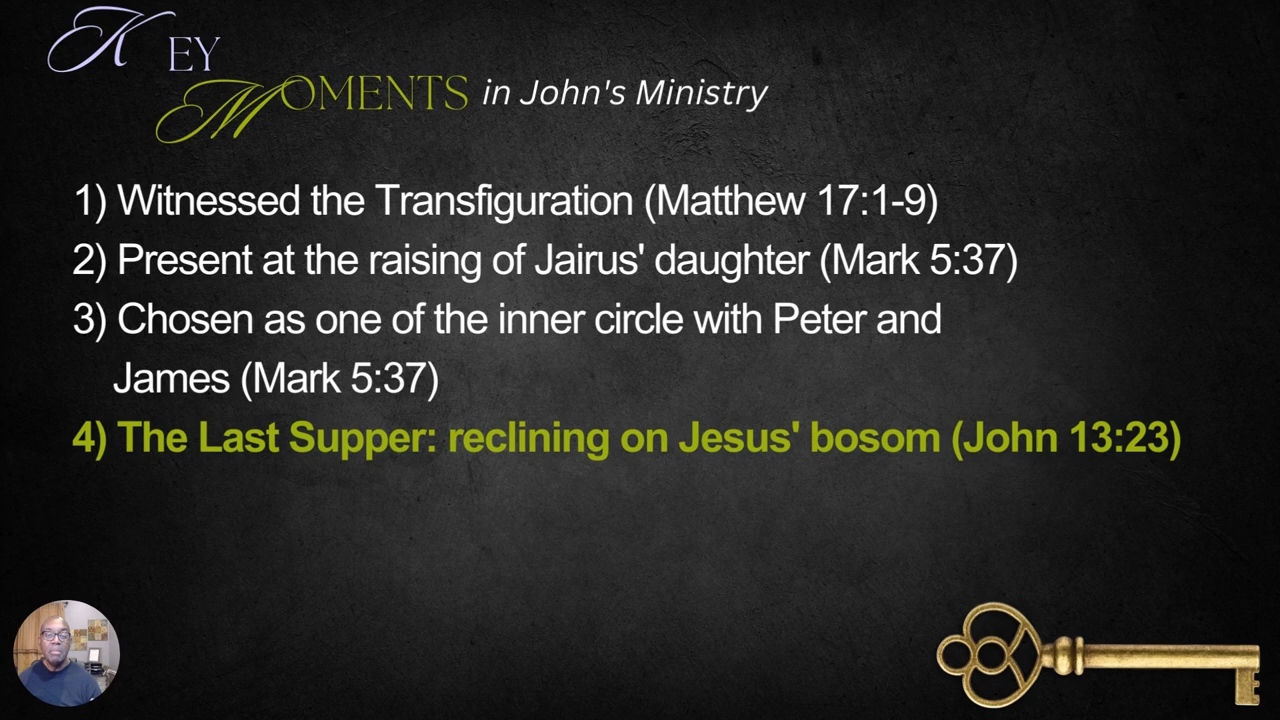 KEY
MOMENTS in John's Ministry
1) Witnessed the Transfiguration (Matthew 17:1-9)
2) Present at the raising of Jairus' daughter (Mark 5:37)
3) Chosen as one of the inner circle with Peter and
James (Mark 5:37)
4) The Last Supper: reclining on Jesus' bosom (John 13:23)